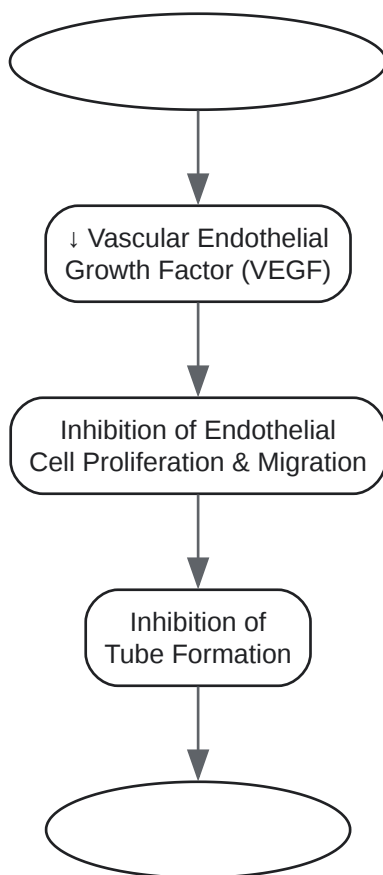 ↓ Vascular Endothelial
Growth Factor (VEGF)
Inhibition of Endothelial
Cell Proliferation & Migration
Inhibition of
Tube Formation